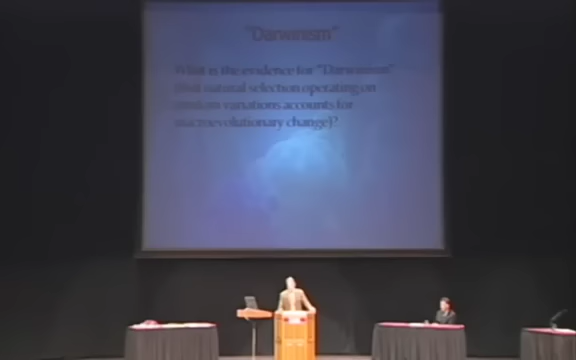 "Darwinism"
What is the evidence for "Darwinism"
(that natural selection operating on
random variations accounts for
macroevolutionary change)?